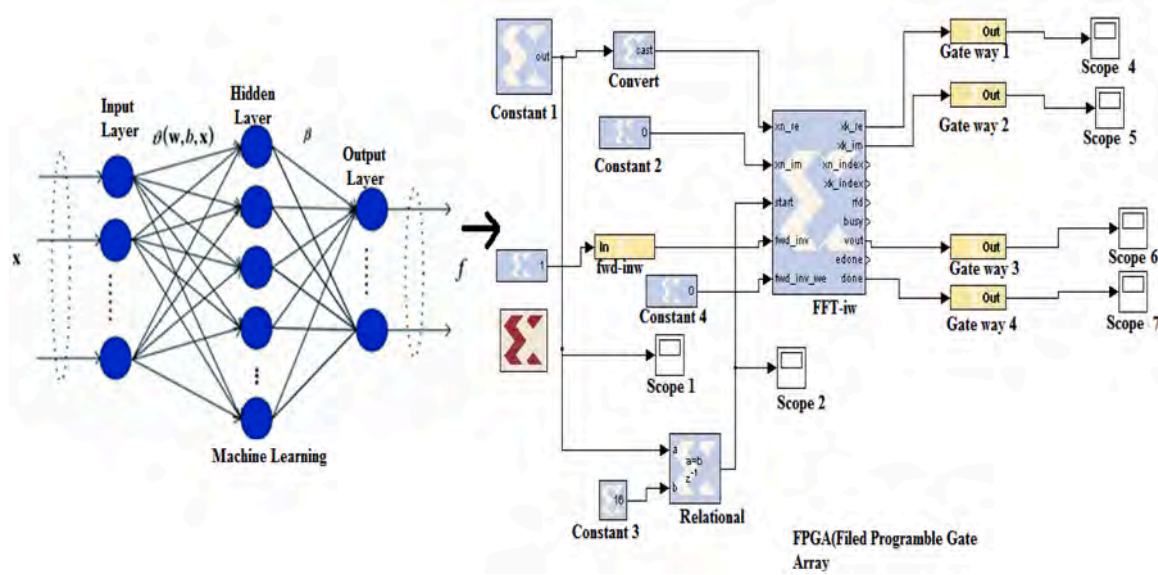 Input
Layer
Hidden
Layer
ϑ(w,b,x)
β
Output
Layer
x
f
Machine Learning
out
Constant 1
cast
Convert
0
Constant 2
1
In
fwd-inw
0
Constant 4
Scope 1
Scope 2
a
b
a=b
z⁻¹
Relational
16
Constant 3
xn_re
xn_im
start
fwd_inv
fwd_inv_we
xk_re
xk_im
xn_index
xk_index
rfd
busy
vout
edone
done
FFT-iw
Out
Gate way 1
Out
Gate way 2
Out
Gate way 3
Out
Gate way 4
Scope 4
Scope 5
Scope 6
Scope 7
FPGA(Filed Programble Gate
Array